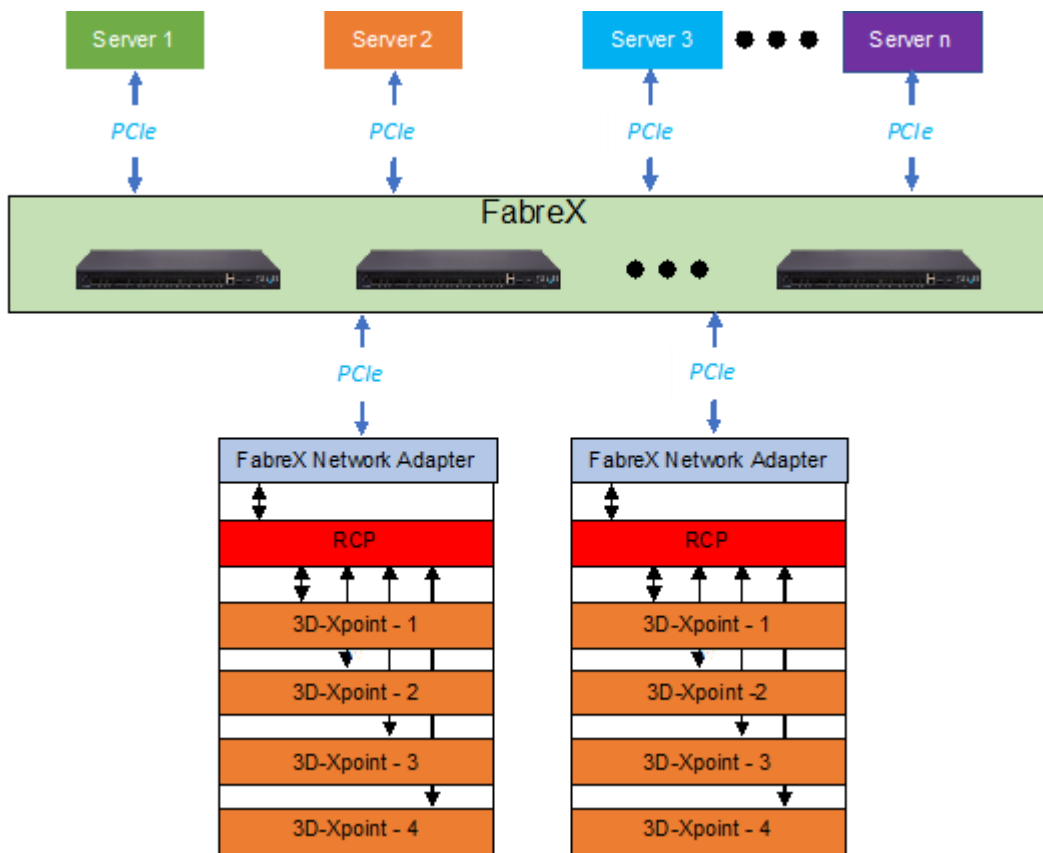 Server 1
Server 2
Server 3
Server n
PCIe
PCIe
PCIe
PCIe
FabreX
PCIe
PCIe
FabreX Network Adapter
FabreX Network Adapter
RCP
RCP
3D-Xpoint - 1
3D-Xpoint - 1
3D-Xpoint - 2
3D-Xpoint -2
3D-Xpoint - 3
3D-Xpoint - 3
3D-Xpoint - 4
3D-Xpoint - 4